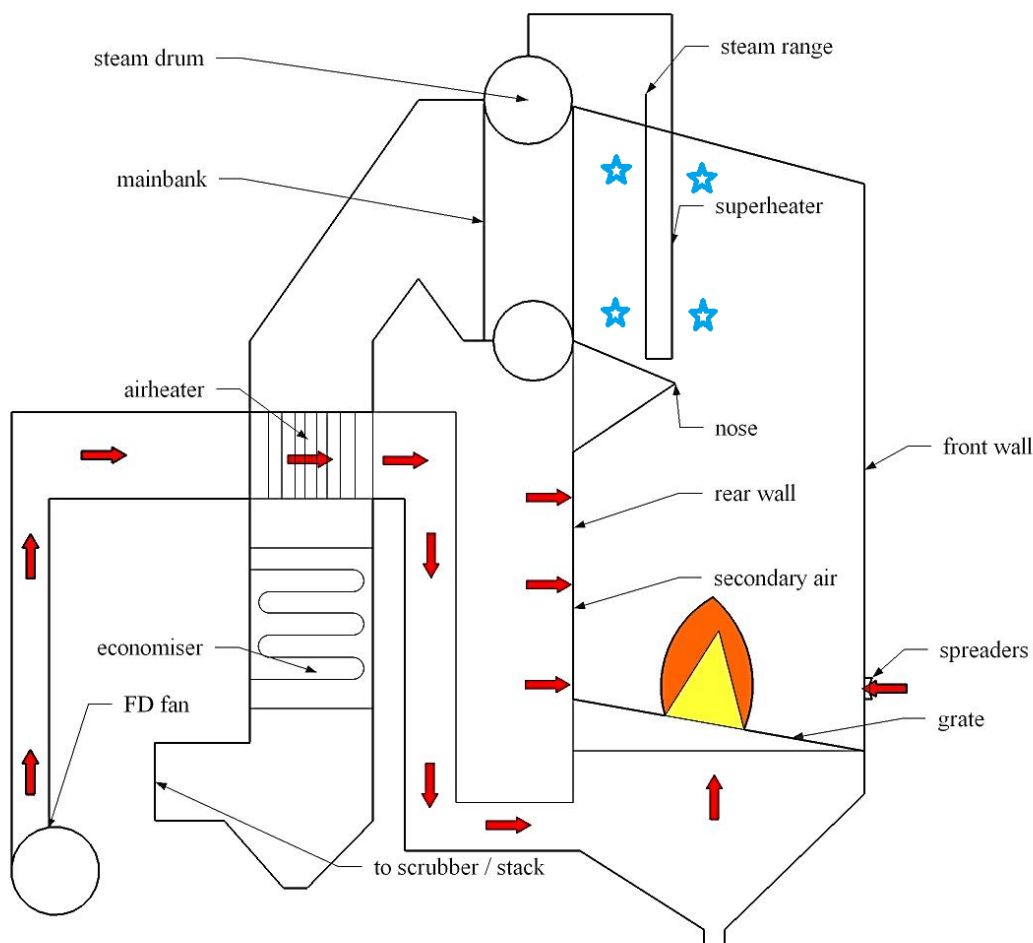 steam range
steam drum
mainbank
superheater
airheater
nose
front wall
rear wall
secondary air
economiser
spreaders
FD fan
grate
to scrubber / stack